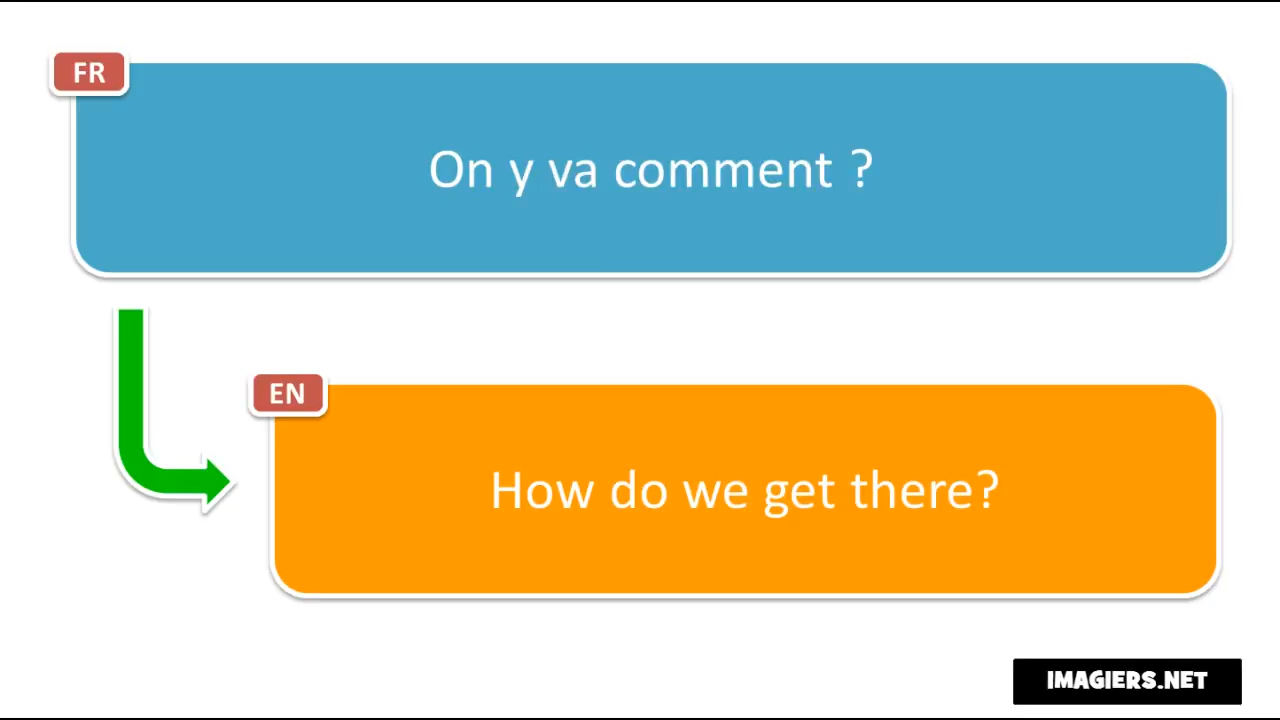 FR
On y va comment ?
EN
How do we get there?
IMAGIERS.NET